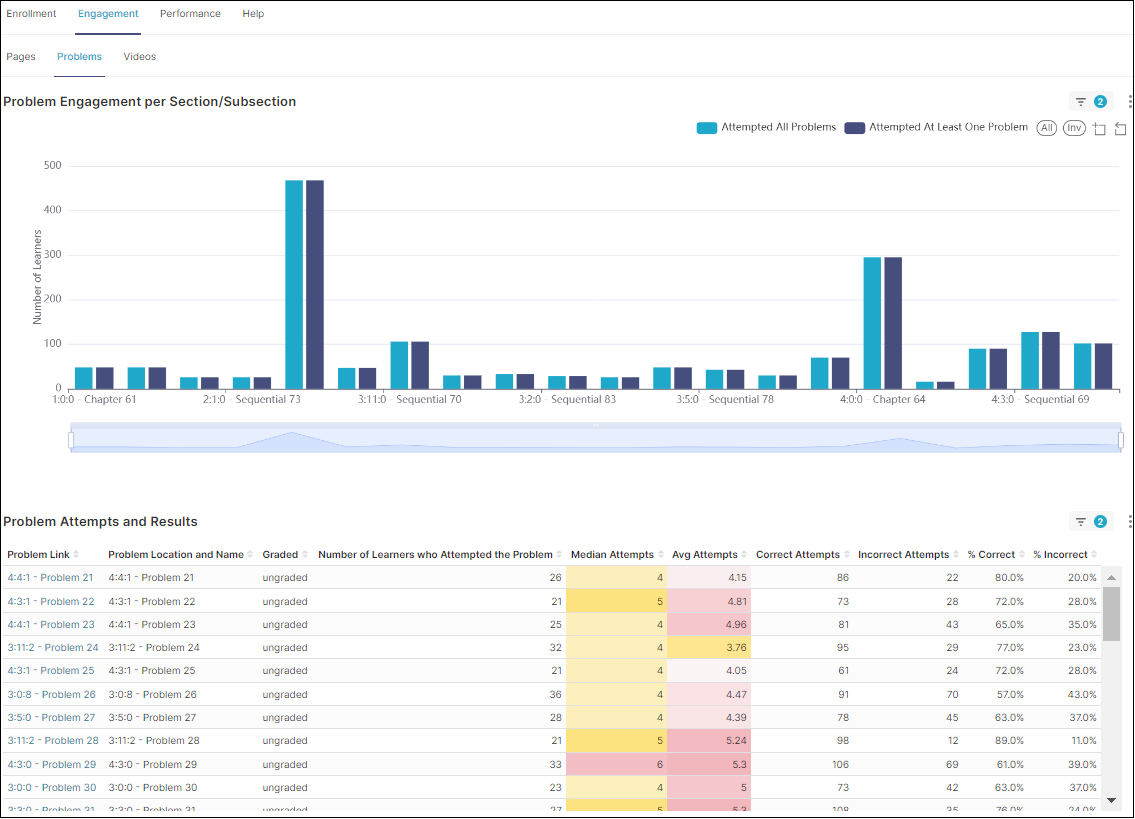 Enrollment Engagement Performance Help
Pages Problems Videos
Problem Engagement per Section/Subsection
2
Attempted All Problems Attempted At Least One Problem All Inv
500
400
300
200
100
0
Number of Learners
1:0:0 - Chapter 61 2:1:0 - Sequential 73 3:11:0 - Sequential 70 3:2:0 - Sequential 83 3:5:0 - Sequential 78 4:0:0 - Chapter 64 4:3:0 - Sequential 69
Problem Attempts and Results
2
Problem Link Problem Location and Name Graded Number of Learners who Attempted the Problem Median Attempts Avg Attempts Correct Attempts Incorrect Attempts % Correct % Incorrect
4:4:1 - Problem 21 4:4:1 - Problem 21 ungraded 26 4 4.15 86 22 80.0% 20.0%
4:3:1 - Problem 22 4:3:1 - Problem 22 ungraded 21 5 4.81 73 28 72.0% 28.0%
4:4:1 - Problem 23 4:4:1 - Problem 23 ungraded 25 4 4.96 81 43 65.0% 35.0%
3:11:2 - Problem 24 3:11:2 - Problem 24 ungraded 32 4 3.76 95 29 77.0% 23.0%
4:3:1 - Problem 25 4:3:1 - Problem 25 ungraded 21 4 4.05 61 24 72.0% 28.0%
3:0:8 - Problem 26 3:0:8 - Problem 26 ungraded 36 4 4.47 91 70 57.0% 43.0%
3:5:0 - Problem 27 3:5:0 - Problem 27 ungraded 28 4 4.39 78 45 63.0% 37.0%
3:11:2 - Problem 28 3:11:2 - Problem 28 ungraded 21 5 5.24 98 12 89.0% 11.0%
4:3:0 - Problem 29 4:3:0 - Problem 29 ungraded 33 6 5.3 106 69 61.0% 39.0%
3:0:0 - Problem 30 3:0:0 - Problem 30 ungraded 23 4 5 73 42 63.0% 37.0%
3:3:0 - Problem 31 3:3:0 - Problem 31 ungraded 27 5 5.3 108 35 76.0% 24.0%